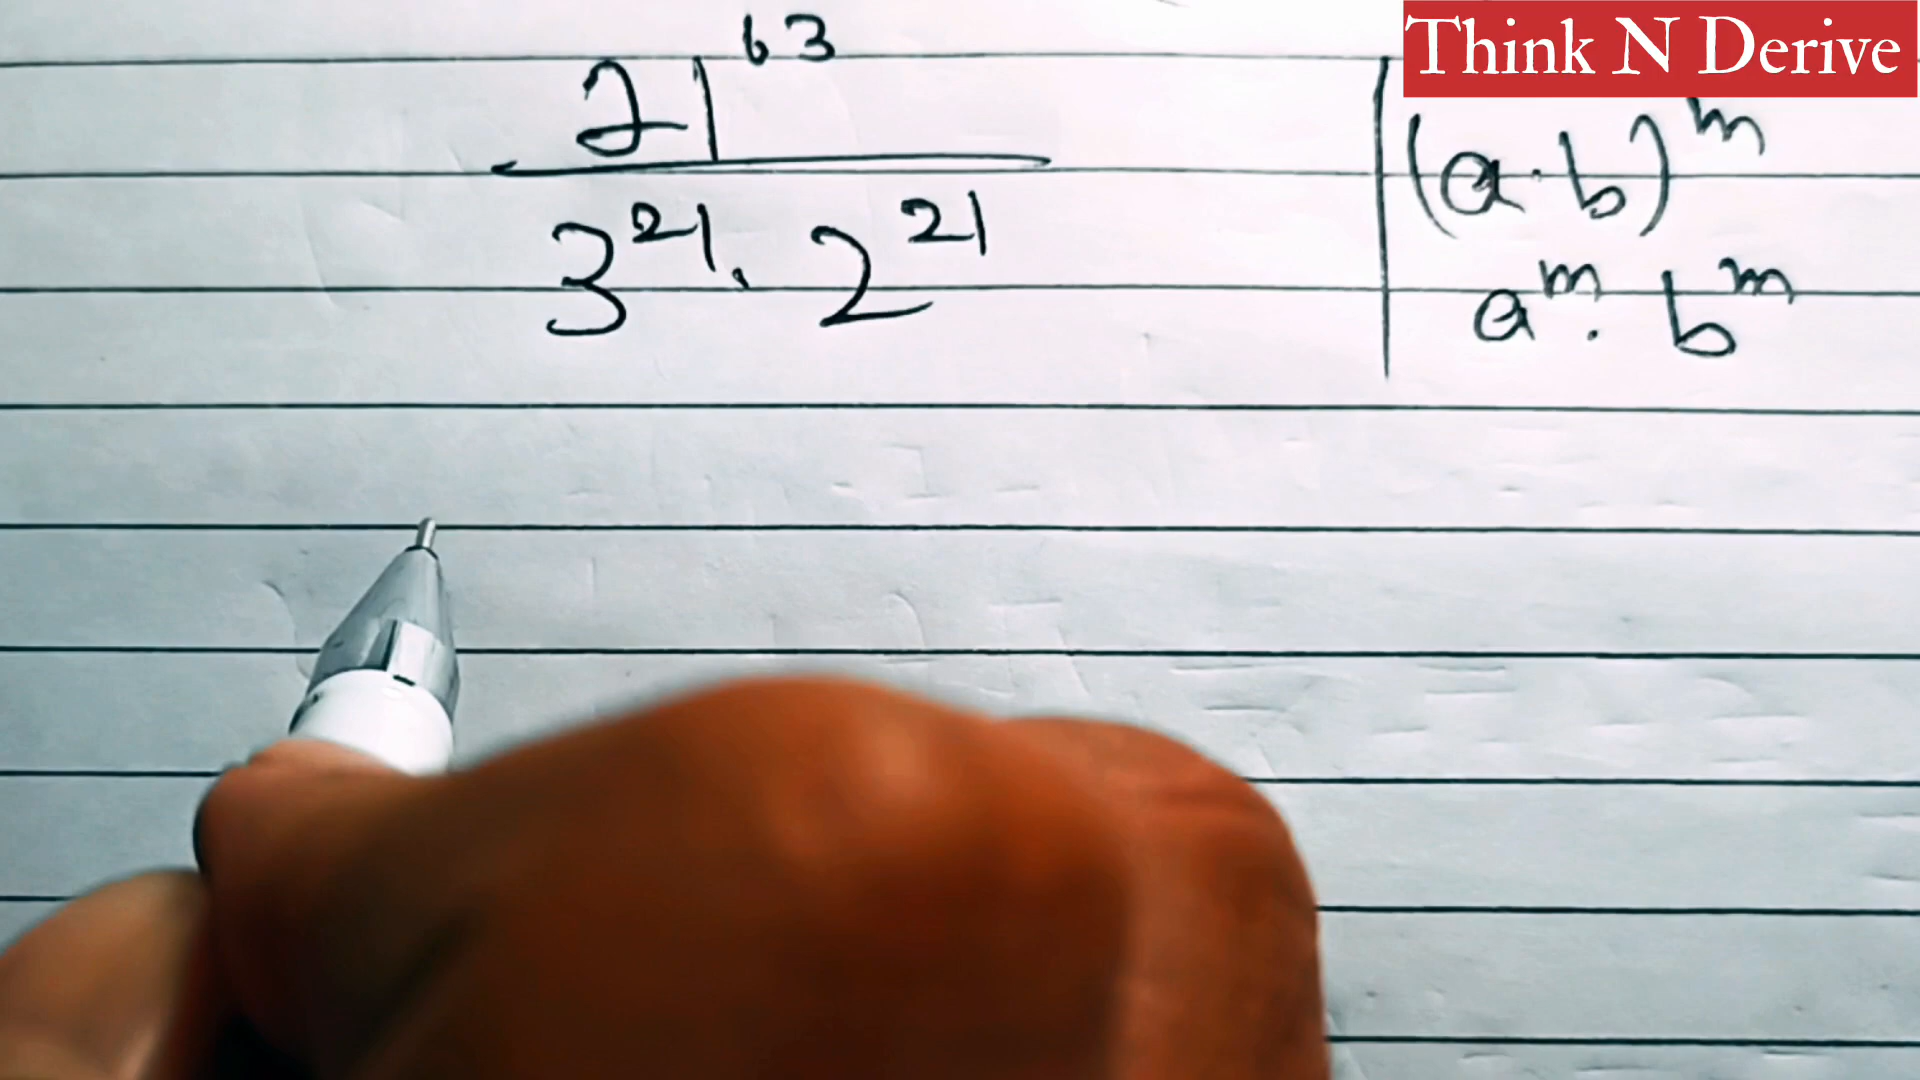 Think N Derive
21^63
3^21 . 2^21
(a·b)^m
a^m . b^m